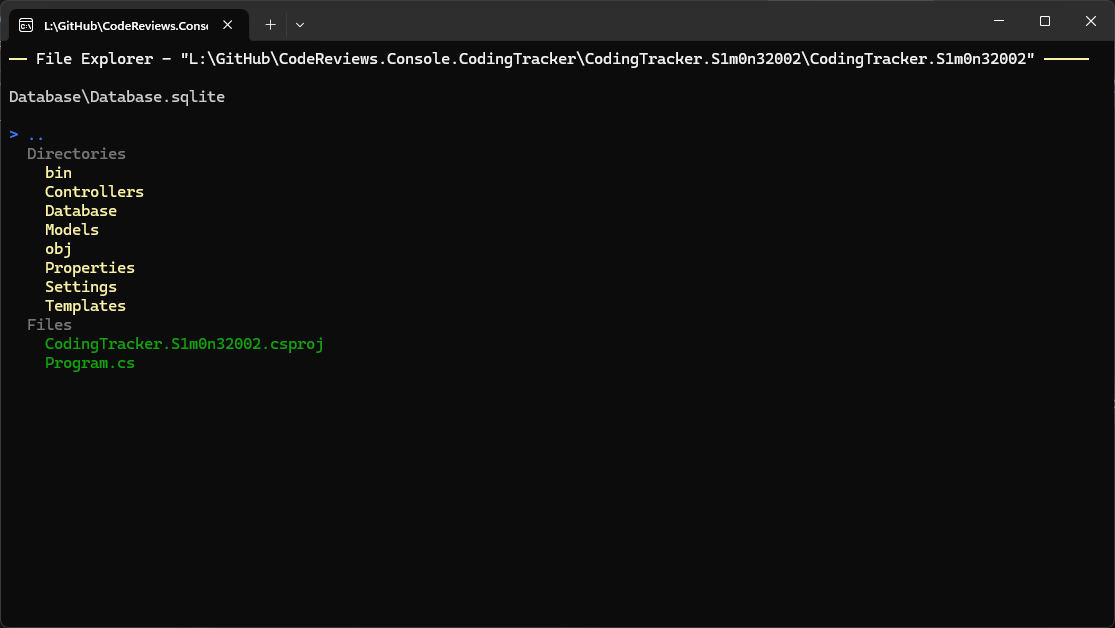 L:\GitHub\CodeReviews.Conso
File Explorer - "L:\GitHub\CodeReviews.Console.CodingTracker\CodingTracker.S1m0n32002\CodingTracker.S1m0n32002"
Database\Database.sqlite
> ..
Directories
bin
Controllers
Database
Models
obj
Properties
Settings
Templates
Files
CodingTracker.S1m0n32002.csproj
Program.cs